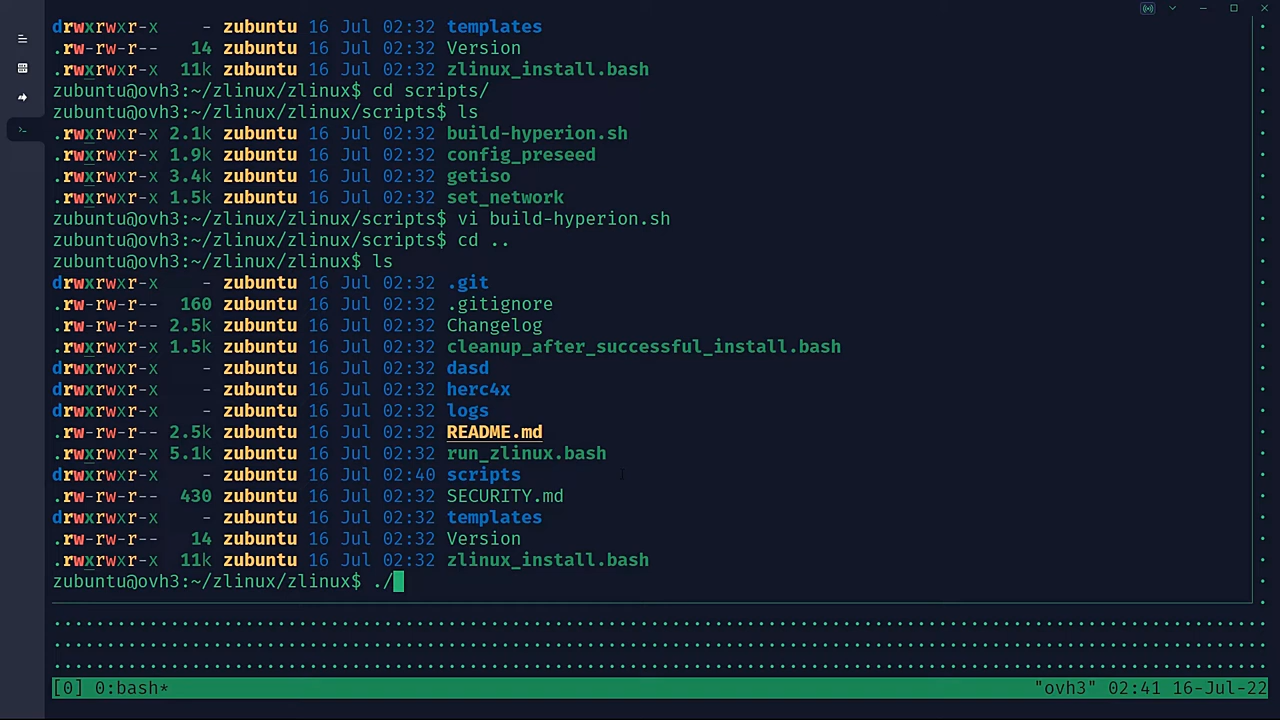 drwxrwxr-x    - zubuntu 16 Jul 02:32 templates
.rw-rw-r--   14 zubuntu 16 Jul 02:32 Version
.rwxrwxr-x  11k zubuntu 16 Jul 02:32 zlinux_install.bash
zubuntu@ovh3:~/zlinux/zlinux$ cd scripts/
zubuntu@ovh3:~/zlinux/zlinux/scripts$ ls
.rwxrwxr-x 2.1k zubuntu 16 Jul 02:32 build-hyperion.sh
.rwxrwxr-x 1.9k zubuntu 16 Jul 02:32 config_preseed
.rwxrwxr-x 3.4k zubuntu 16 Jul 02:32 getiso
.rwxrwxr-x 1.5k zubuntu 16 Jul 02:32 set_network
zubuntu@ovh3:~/zlinux/zlinux/scripts$ vi build-hyperion.sh
zubuntu@ovh3:~/zlinux/zlinux/scripts$ cd ..
zubuntu@ovh3:~/zlinux/zlinux$ ls
drwxrwxr-x    - zubuntu 16 Jul 02:32 .git
.rw-rw-r--  160 zubuntu 16 Jul 02:32 .gitignore
.rw-rw-r-- 2.5k zubuntu 16 Jul 02:32 Changelog
.rwxrwxr-x 1.5k zubuntu 16 Jul 02:32 cleanup_after_successful_install.bash
drwxrwxr-x    - zubuntu 16 Jul 02:32 dasd
drwxrwxr-x    - zubuntu 16 Jul 02:32 herc4x
drwxrwxr-x    - zubuntu 16 Jul 02:32 logs
.rw-rw-r-- 2.5k zubuntu 16 Jul 02:32 README.md
.rwxrwxr-x 5.1k zubuntu 16 Jul 02:32 run_zlinux.bash
drwxrwxr-x    - zubuntu 16 Jul 02:40 scripts
.rw-rw-r--  430 zubuntu 16 Jul 02:32 SECURITY.md
drwxrwxr-x    - zubuntu 16 Jul 02:32 templates
.rw-rw-r--   14 zubuntu 16 Jul 02:32 Version
.rwxrwxr-x  11k zubuntu 16 Jul 02:32 zlinux_install.bash
zubuntu@ovh3:~/zlinux/zlinux$ ./
[0] 0:bash* "ovh3" 02:41 16-Jul-22